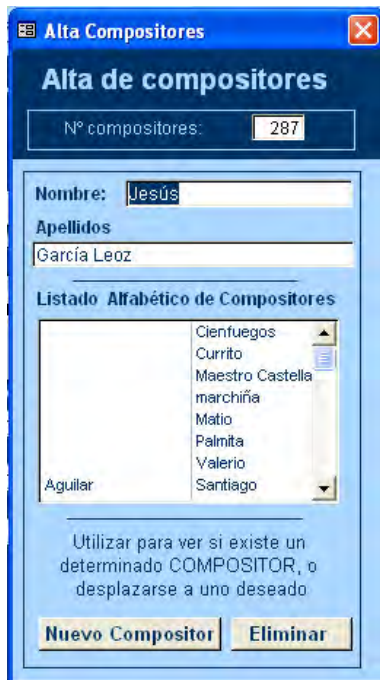 Alta Compositores
Alta de compositores
Nº compositores: 287
Nombre: Jesús
Apellidos
García Leoz
Listado Alfabético de Compositores
Cienfuegos
Currito
Maestro Castella
marchiña
Matio
Palmita
Valerio
Aguilar Santiago
Utilizar para ver si existe un
determinado COMPOSITOR, o
desplazarse a uno deseado
Nuevo Compositor Eliminar